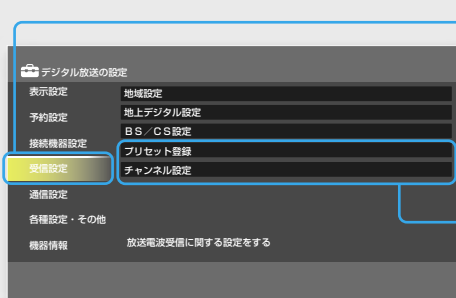 デジタル放送の設定
表示設定
予約設定
接続機器設定
受信設定
通信設定
各種設定・その他
機器情報
地域設定
地上デジタル設定
BS/CS設定
プリセット登録
チャンネル設定
放送電波受信に関する設定をする